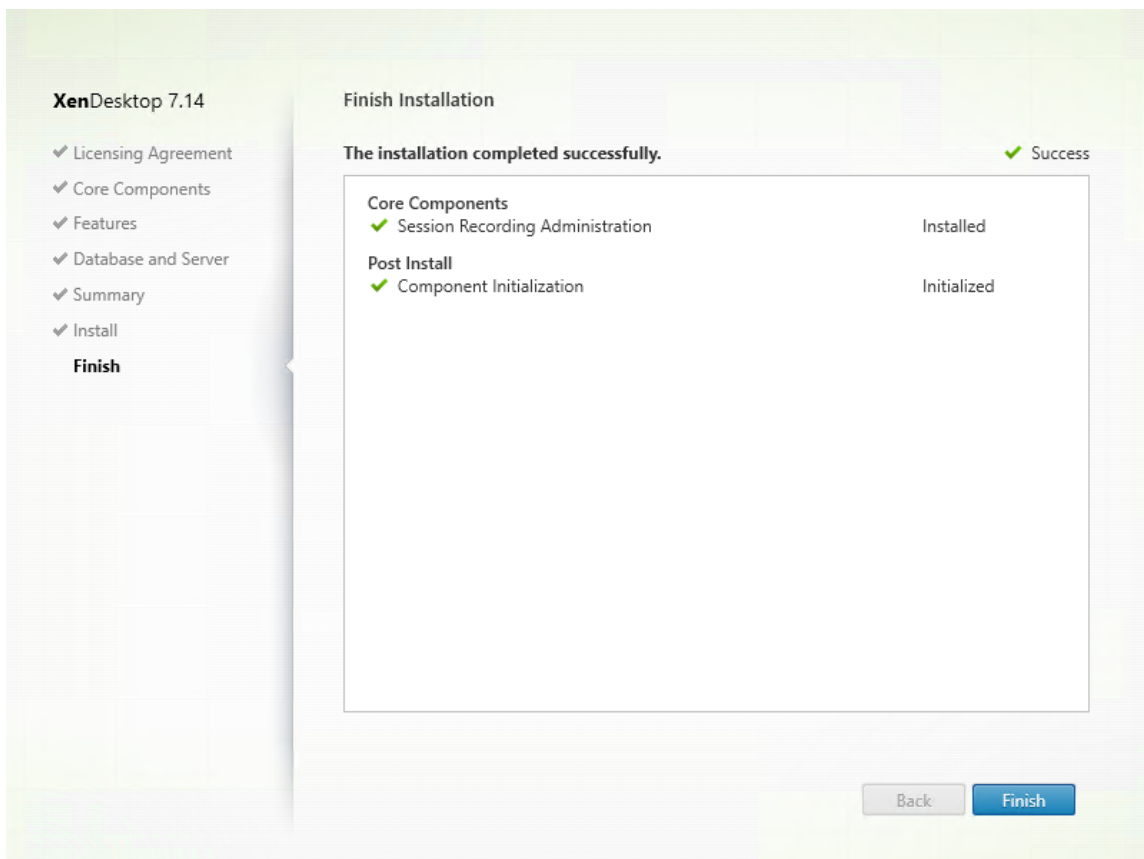 XenDesktop 7.14
Licensing Agreement
Core Components
Features
Database and Server
Summary
Install
Finish
Finish Installation
The installation completed successfully. Success
Core Components
Session Recording Administration Installed
Post Install
Component Initialization Initialized
Back Finish